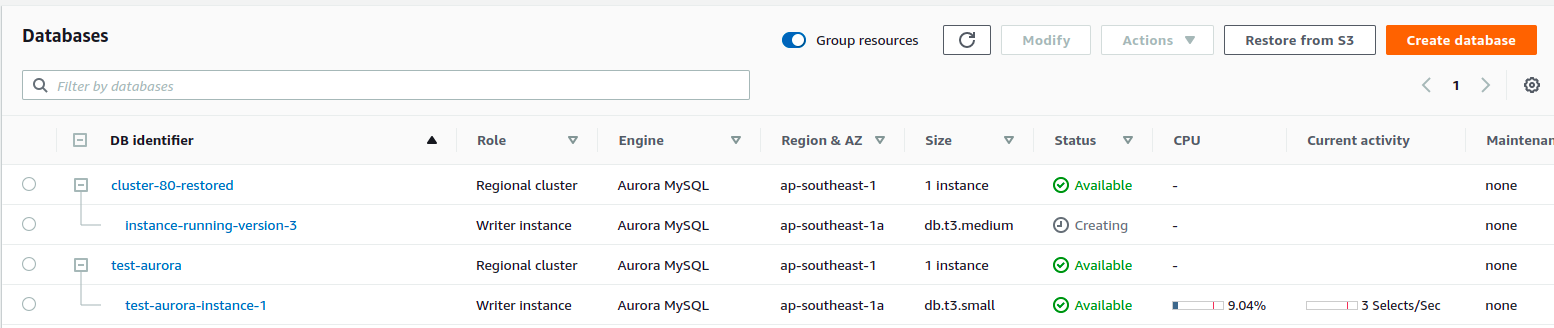 Databases
Group resources Modify Actions Restore from S3 Create database
Filter by databases 1
DB identifier Role Engine Region & AZ Size Status CPU Current activity Maintenan
cluster-80-restored Regional cluster Aurora MySQL ap-southeast-1 1 instance Available - none
instance-running-version-3 Writer instance Aurora MySQL ap-southeast-1a db.t3.medium Creating - none
test-aurora Regional cluster Aurora MySQL ap-southeast-1 1 instance Available - none
test-aurora-instance-1 Writer instance Aurora MySQL ap-southeast-1a db.t3.small Available 9.04% 3 Selects/Sec none